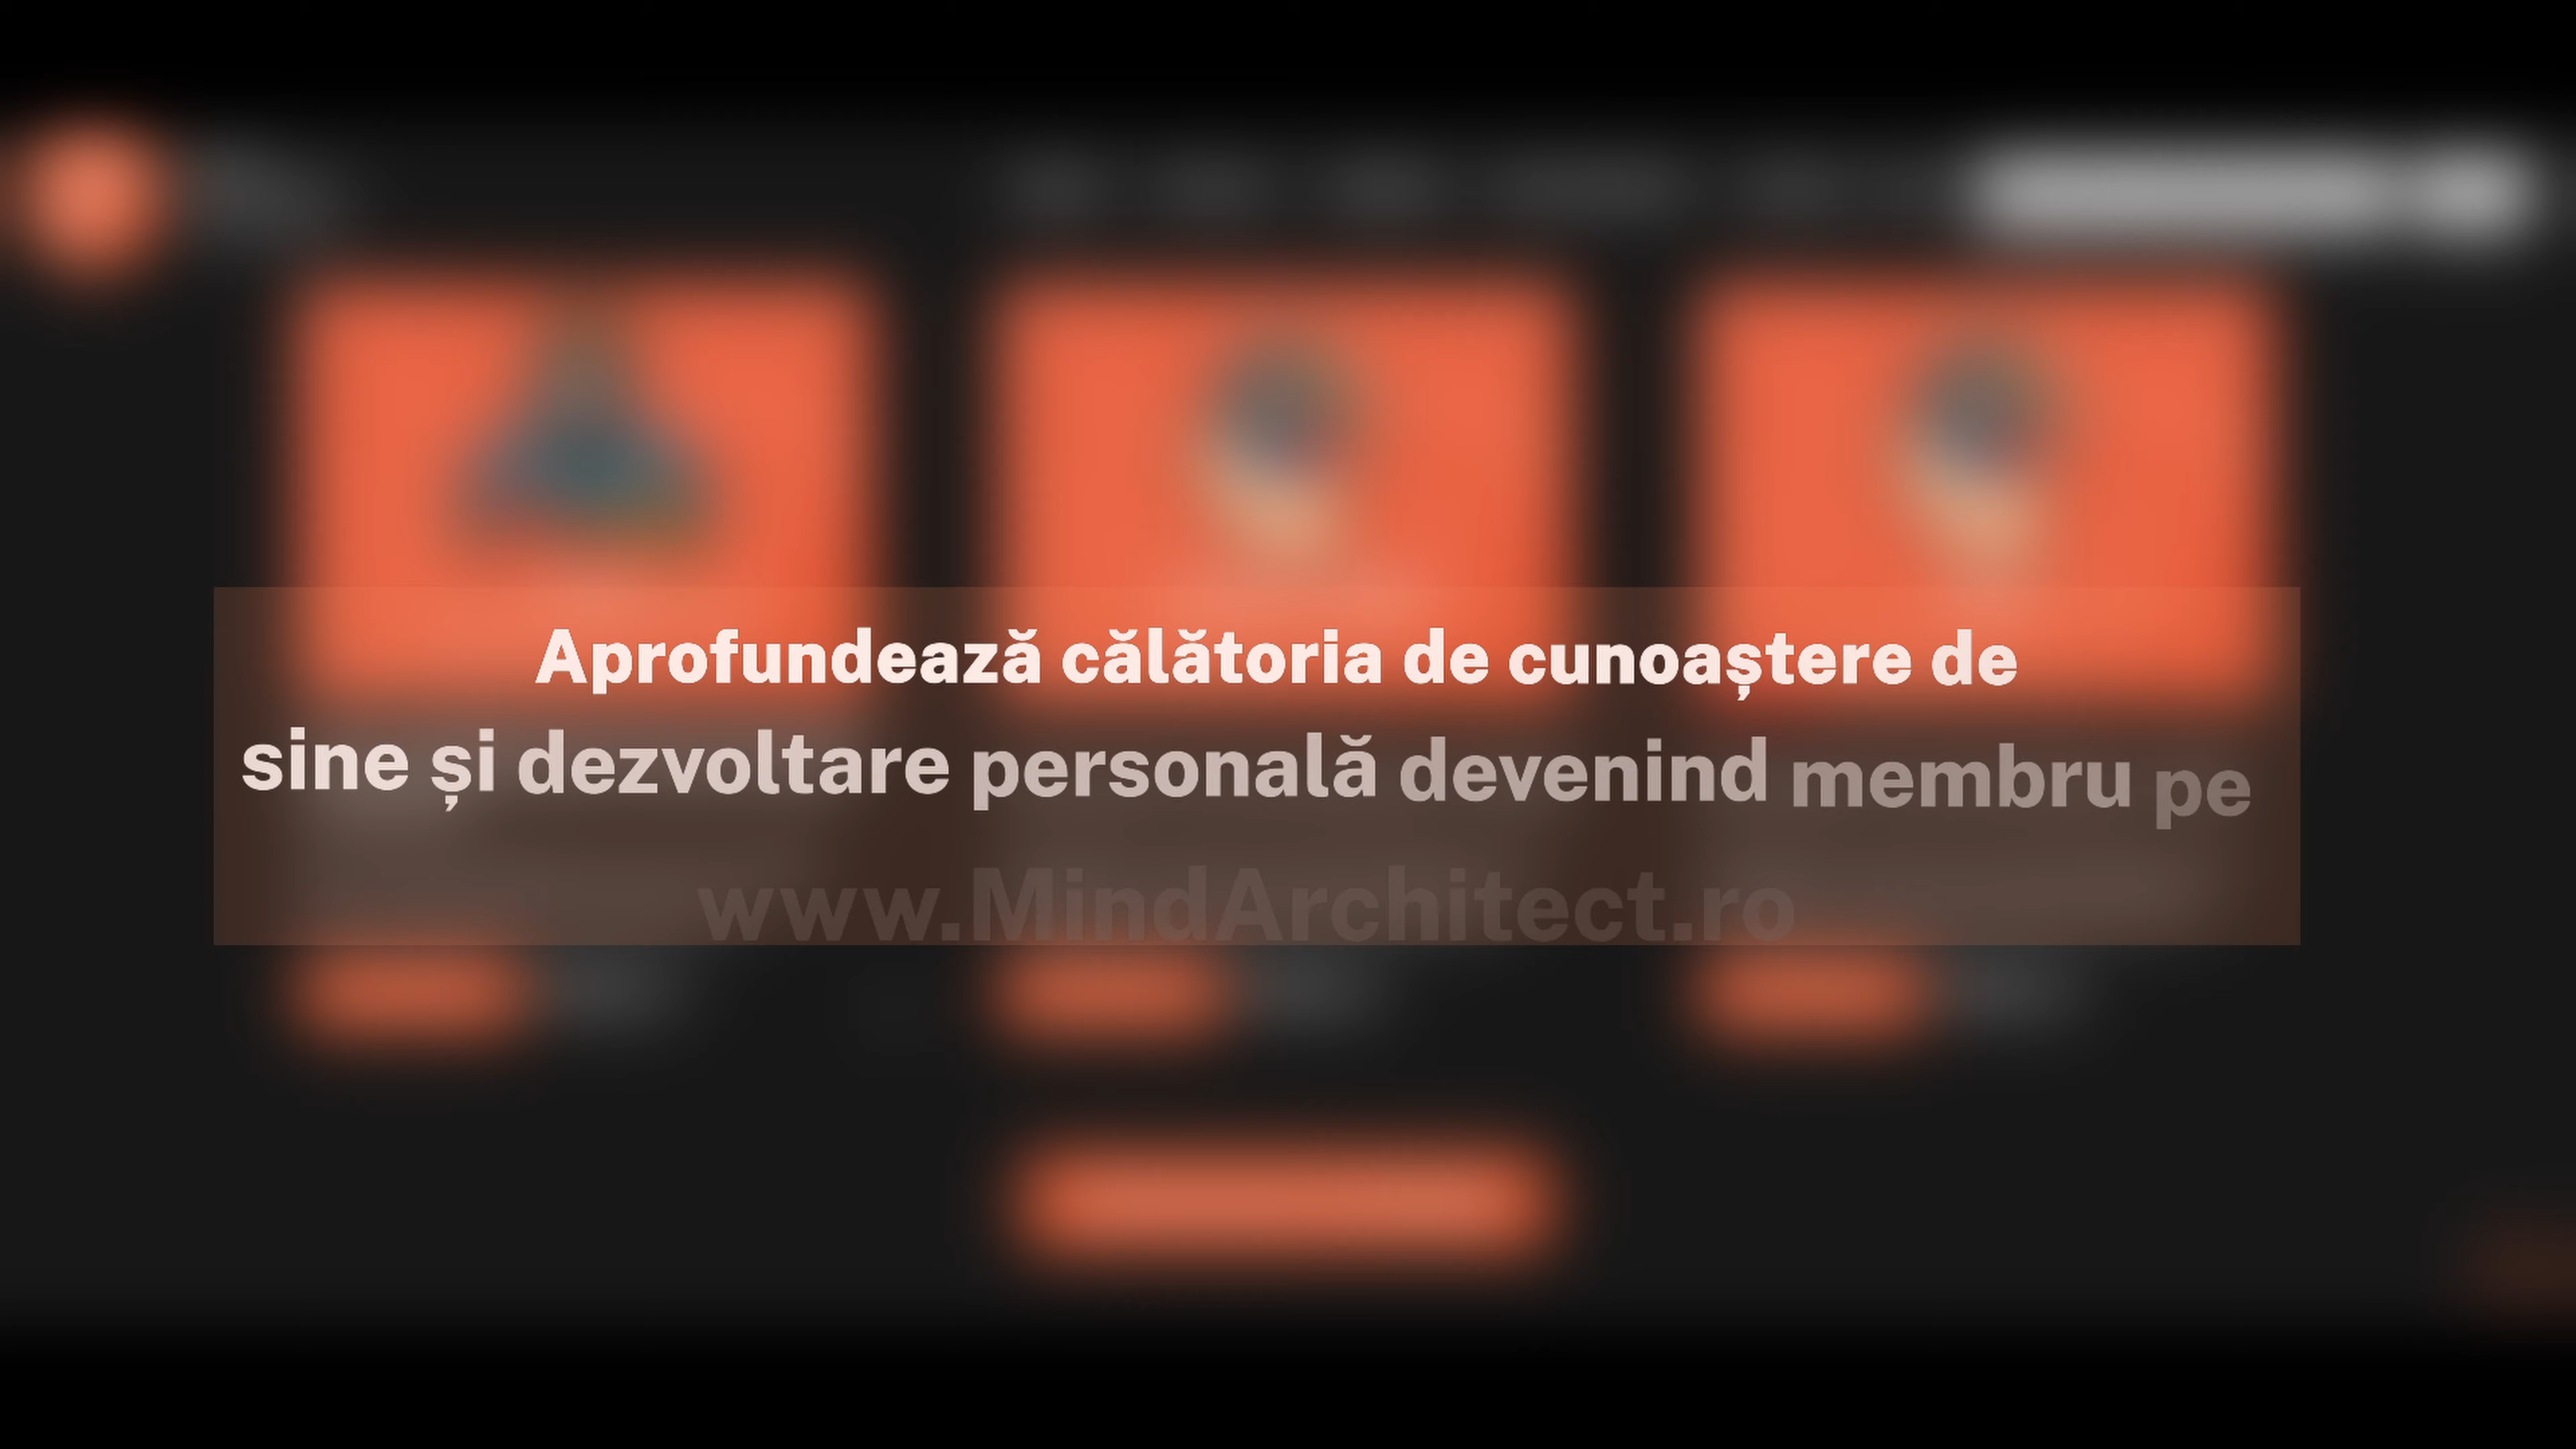 Aprofundează călătoria de cunoaștere de
sine și dezvoltare personală devenind membru pe
www.MindArchitect.ro